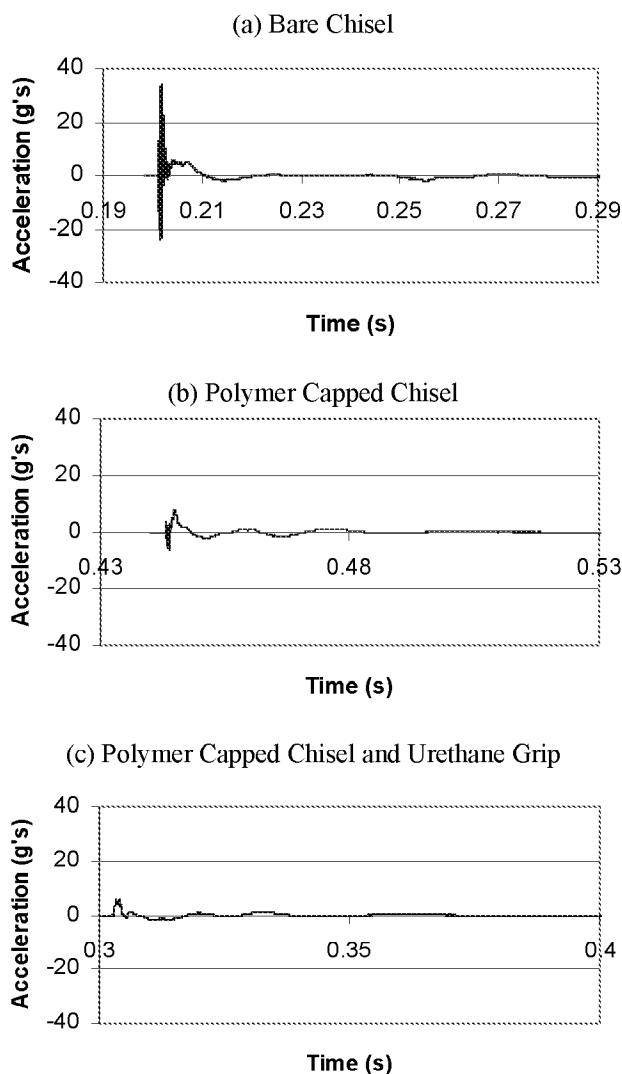 (a) Bare Chisel
40
20
0
-20
-40
0.19 0.21 0.23 0.25 0.27 0.29
Acceleration (g's)
Time (s)
(b) Polymer Capped Chisel
40
20
0
-20
-40
0.43 0.48 0.53
Acceleration (g's)
Time (s)
(c) Polymer Capped Chisel and Urethane Grip
40
20
0
-20
-40
0.3 0.35 0.4
Acceleration (g's)
Time (s)